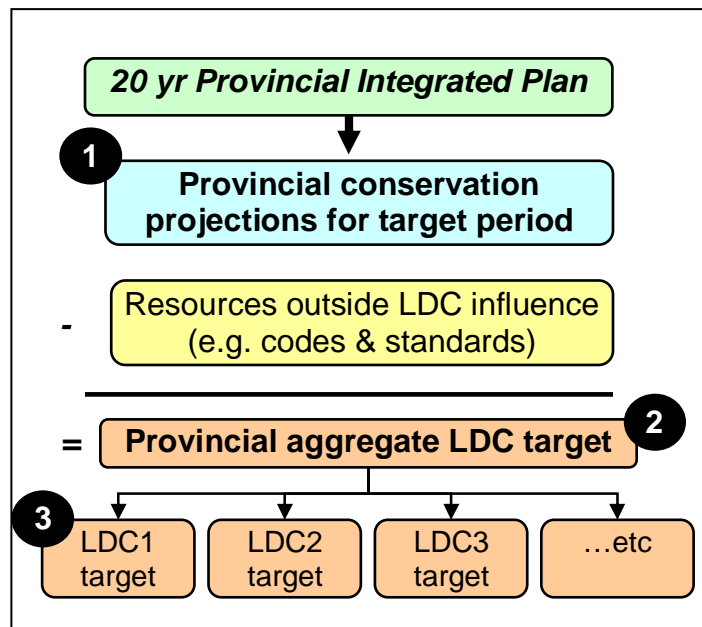 20 yr Provincial Integrated Plan
1
Provincial conservation
projections for target period
-
Resources outside LDC influence
(e.g. codes & standards)
=
Provincial aggregate LDC target
2
3
LDC1
target
LDC2
target
LDC3
target
…etc